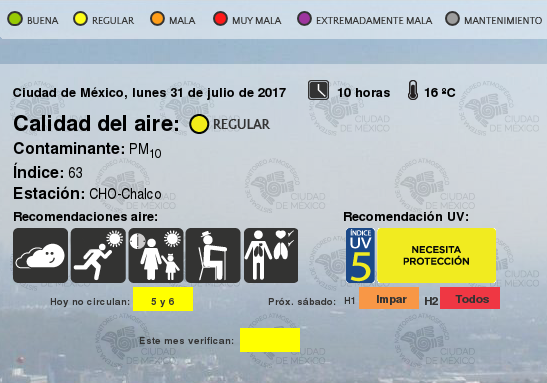 BUENA REGULAR MALA MUY MALA EXTREMADAMENTE MALA MANTENIMIENTO
Ciudad de México, lunes 31 de julio de 2017 10 horas 16 ºC
Calidad del aire: REGULAR
Contaminante: PM10
Índice: 63
Estación: CHO-Chalco
Recomendaciones aire: Recomendación UV:
ÍNDICE
UV
5
NECESITA
PROTECCIÓN
Hoy no circulan: 5 y 6 Próx. sábado: H1 Impar H2 Todos
Este mes verifican:
CIUDAD
DE MÉXICO